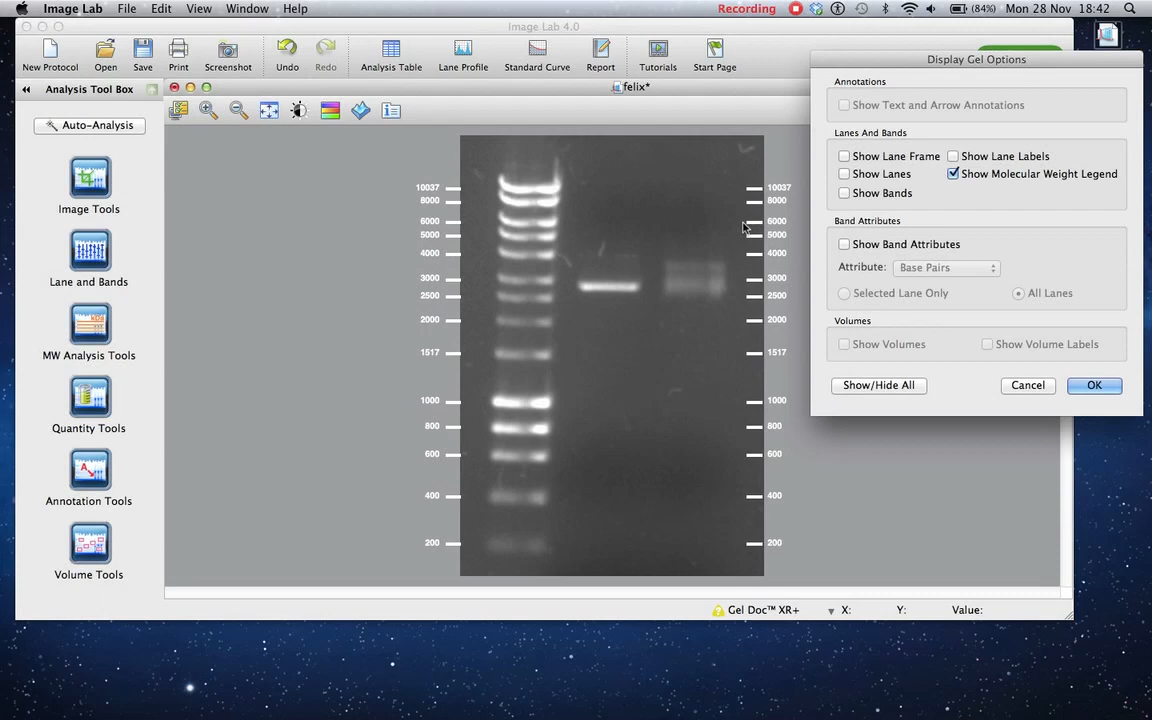 Image Lab File Edit View Window Help Recording (84%) Mon 28 Nov 18:42
Image Lab 4.0
New Protocol Open Save Print Screenshot Undo Redo Analysis Table Lane Profile Standard Curve Report Tutorials Start Page
Analysis Tool Box
felix*
Auto-Analysis
Image Tools
Lane and Bands
MW Analysis Tools
Quantity Tools
Annotation Tools
Volume Tools
10037 10037
8000 8000
6000 6000
5000 5000
4000 4000
3000 3000
2500 2500
2000 2000
1517 1517
1000 1000
800 800
600 600
400 400
200 200
Display Gel Options
Annotations
Show Text and Arrow Annotations
Lanes And Bands
Show Lane Frame Show Lane Labels
Show Lanes Show Molecular Weight Legend
Show Bands
Band Attributes
Show Band Attributes
Attribute: Base Pairs
Selected Lane Only All Lanes
Volumes
Show Volumes Show Volume Labels
Show/Hide All Cancel OK
Gel Doc™ XR+ X: Y: Value: